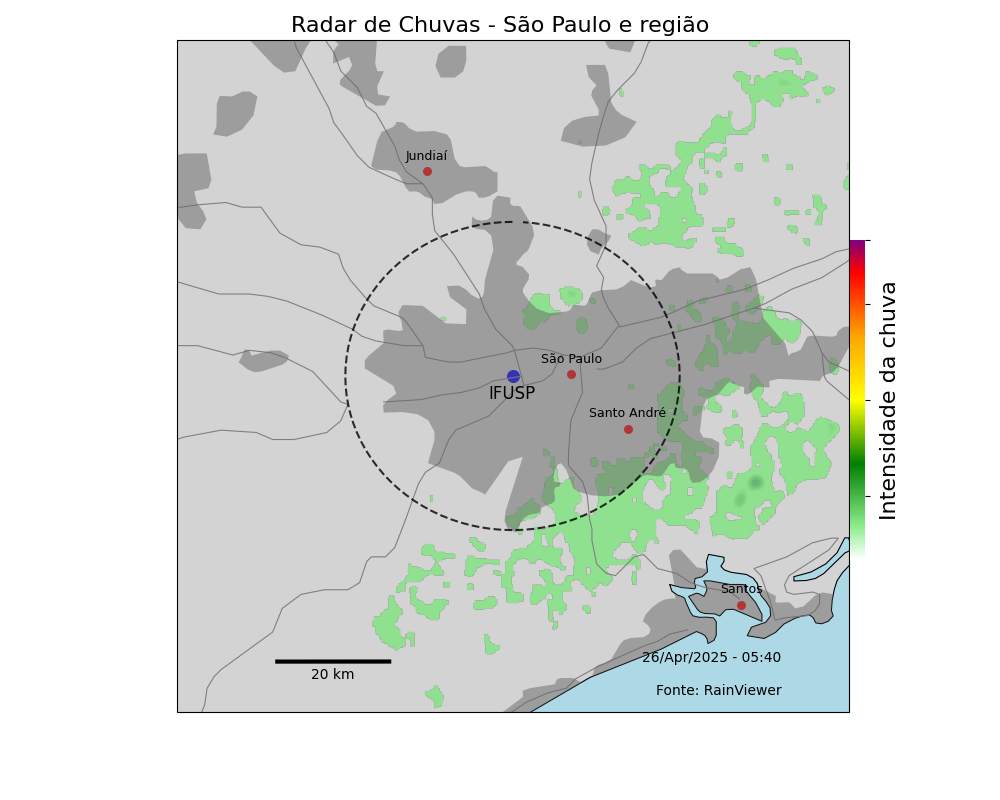 Radar de Chuvas - São Paulo e região
Jundiaí
São Paulo
IFUSP
Santo André
Intensidade da chuva
Santos
26/Apr/2025 - 05:40
20 km
Fonte: RainViewer